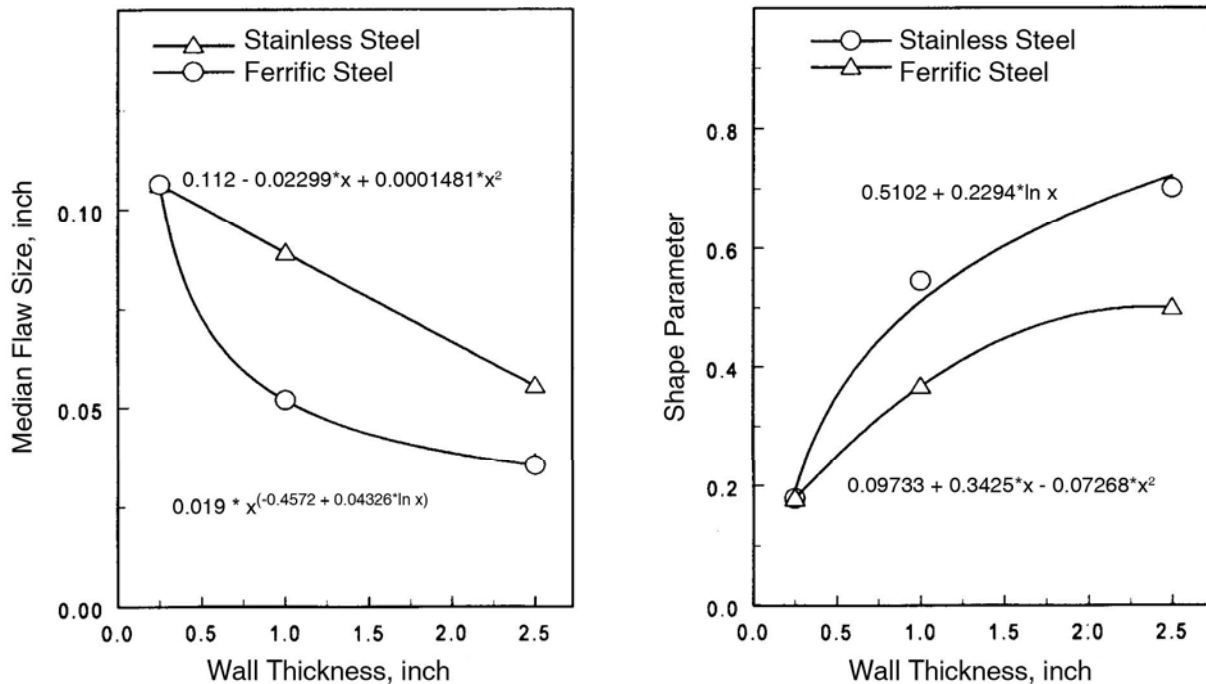 Stainless Steel
Ferrific Steel
0.112 - 0.02299*x + 0.0001481*x²
0.019 * x(-0.4572 + 0.04326*ln x)
Median Flaw Size, inch
0.10
0.05
0.00
0.0 0.5 1.0 1.5 2.0 2.5
Wall Thickness, inch
Stainless Steel
Ferrific Steel
0.5102 + 0.2294*ln x
0.09733 + 0.3425*x - 0.07268*x²
Shape Parameter
0.8
0.6
0.4
0.2
0.0
0.0 0.5 1.0 1.5 2.0 2.5
Wall Thickness, inch